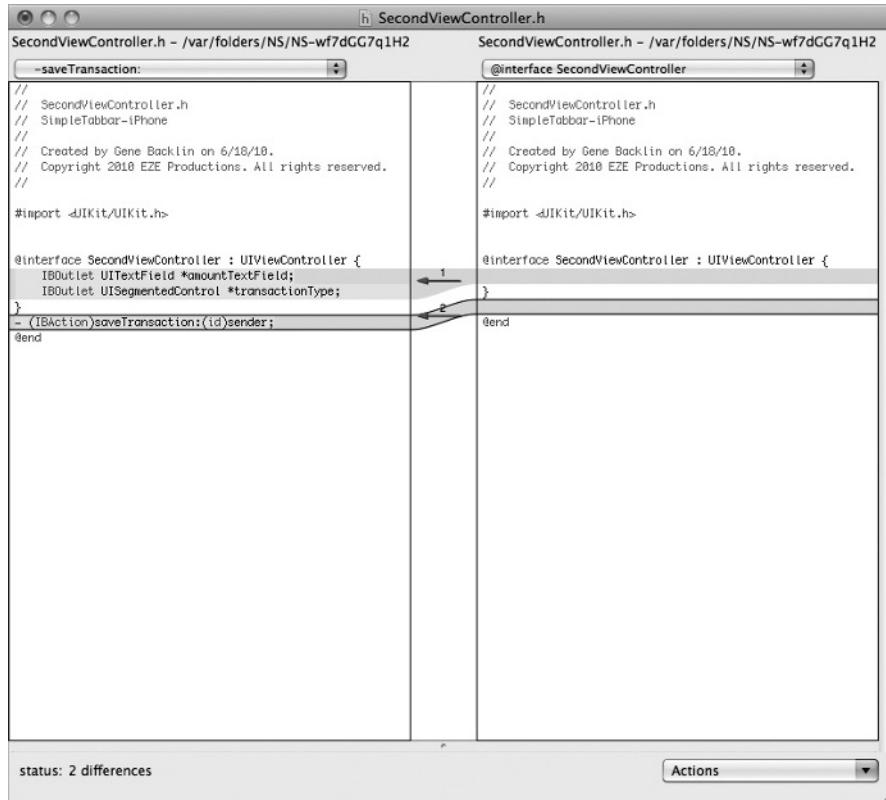 h SecondViewController.h
SecondViewController.h - /var/folders/NS/NS-wf7dGG7q1H2
SecondViewController.h - /var/folders/NS/NS-wf7dGG7q1H2
-saveTransaction:
@interface SecondViewController
//
//  SecondViewController.h
//  SimpleTabbar-iPhone
//
//  Created by Gene Backlin on 6/18/10.
//  Copyright 2010 EZE Productions. All rights reserved.
//
#import <UIKit/UIKit.h>
@interface SecondViewController : UIViewController {
    IBOutlet UITextField *amountTextField;
    IBOutlet UISegmentedControl *transactionType;
}
- (IBAction)saveTransaction:(id)sender;
@end
1
2
//
//  SecondViewController.h
//  SimpleTabbar-iPhone
//
//  Created by Gene Backlin on 6/18/10.
//  Copyright 2010 EZE Productions. All rights reserved.
//
#import <UIKit/UIKit.h>
@interface SecondViewController : UIViewController {
}
@end
status: 2 differences
Actions